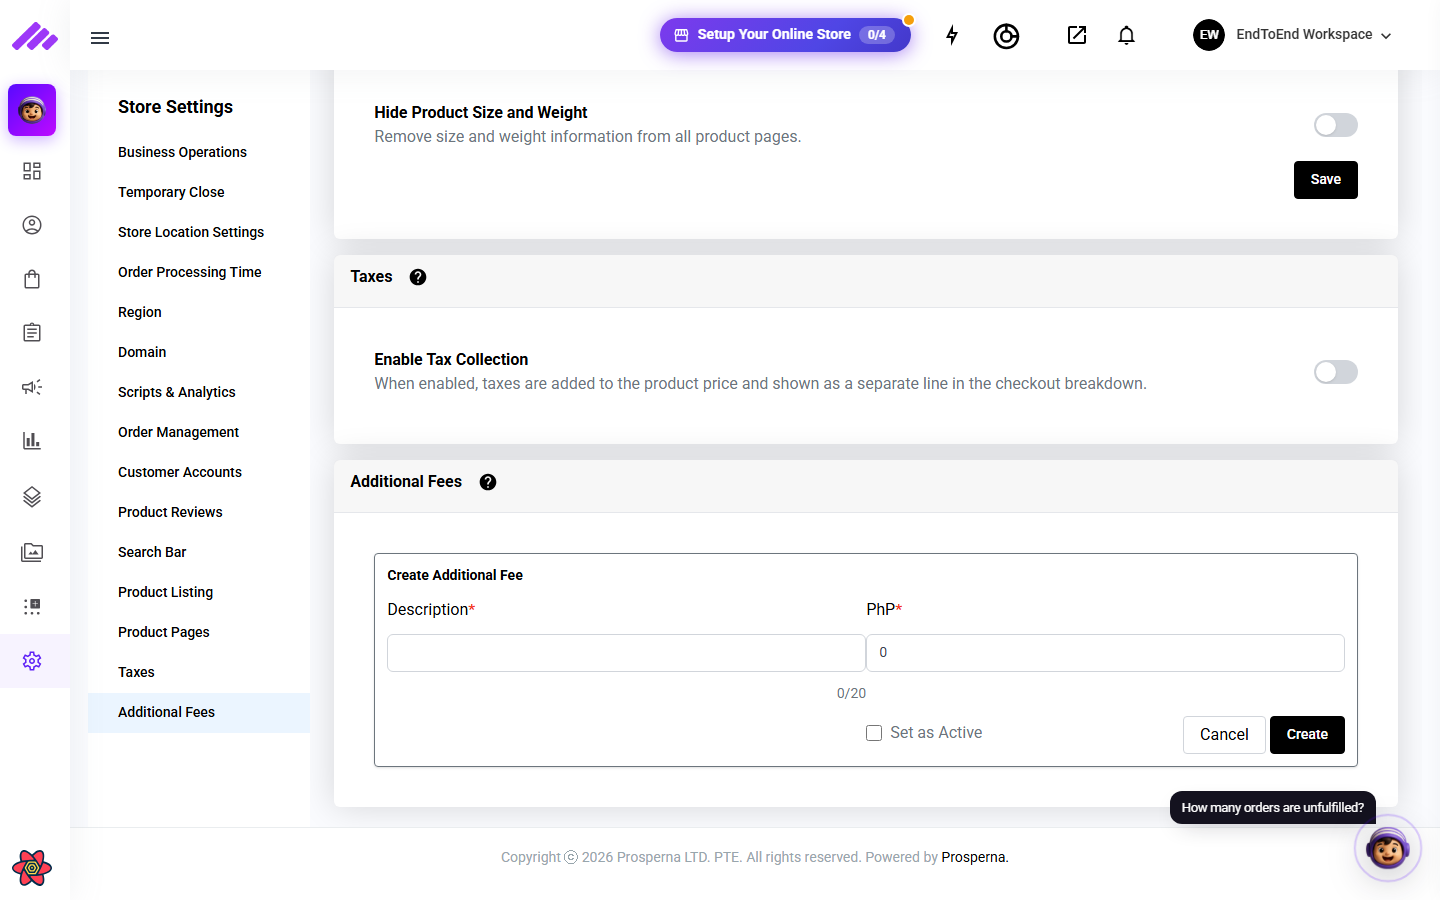 Setup Your Online Store 0/4
EW EndToEnd Workspace
Store Settings
Business Operations
Temporary Close
Store Location Settings
Order Processing Time
Region
Domain
Scripts & Analytics
Order Management
Customer Accounts
Product Reviews
Search Bar
Product Listing
Product Pages
Taxes
Additional Fees
Hide Product Size and Weight
Remove size and weight information from all product pages.
Save
Taxes ?
Enable Tax Collection
When enabled, taxes are added to the product price and shown as a separate line in the checkout breakdown.
Additional Fees ?
Create Additional Fee
Description* PhP*
0
0/20
Set as Active Cancel Create
How many orders are unfulfilled?
Copyright © 2026 Prosperna LTD. PTE. All rights reserved. Powered by Prosperna.